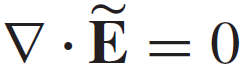 ∇ · Ẽ = 0